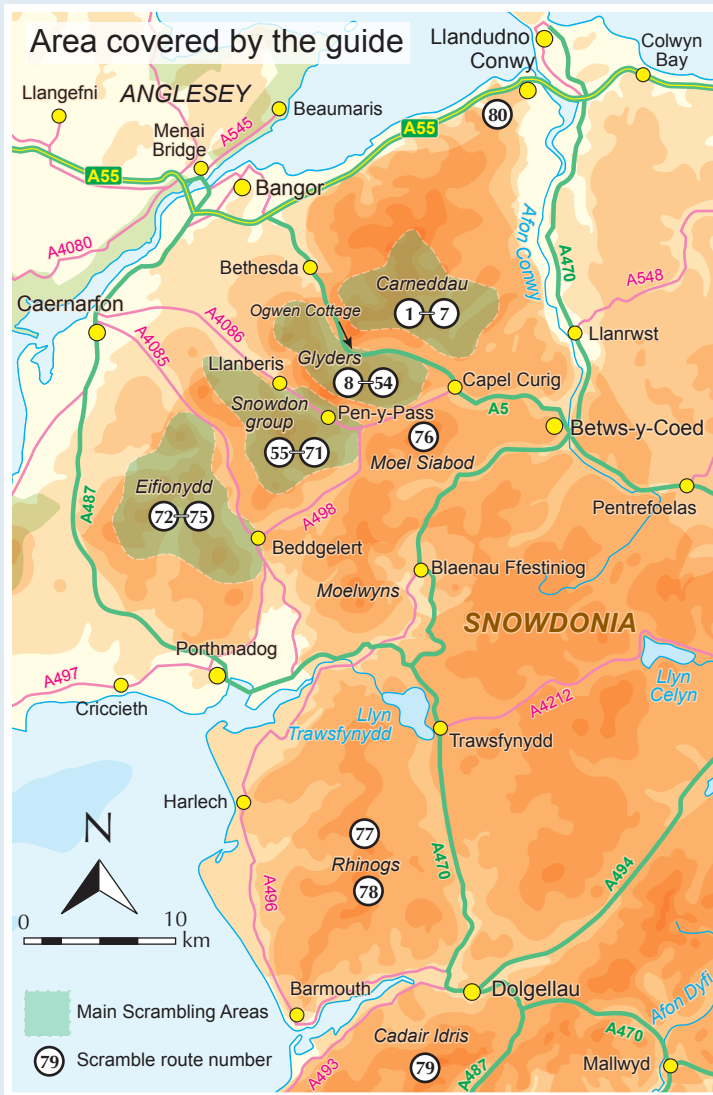 Area covered by the guide
Llandudno
Conwy
Colwyn
Bay
Llangefni
ANGLESEY
Beaumaris
Menai
Bridge
A545
A55
80
A55
Bangor
A4080
Afon Conwy
A470
Bethesda
A548
Carneddau
1 7
Caernarfon
Ogwen Cottage
A4086
A4085
Llanrwst
Glyders
8 54
Llanberis
Capel Curig
Snowdon
group
Pen-y-Pass
A5
55 71
76
Betws-y-Coed
Moel Siabod
Eifionydd
72 75
A487
A498
Pentrefoelas
Beddgelert
Blaenau Ffestiniog
Moelwyns
SNOWDONIA
Porthmadog
A497
Criccieth
Llyn
Celyn
A4212
Llyn
Trawsfynydd
Trawsfynydd
Harlech
77
Rhinogs
78
A470
A494
A496
N
0 10
km
Barmouth
Dolgellau
Afon Dyfi
Main Scrambling Areas
Cadair Idris
A470
79 Scramble route number
79
A493
A487
Mallwyd